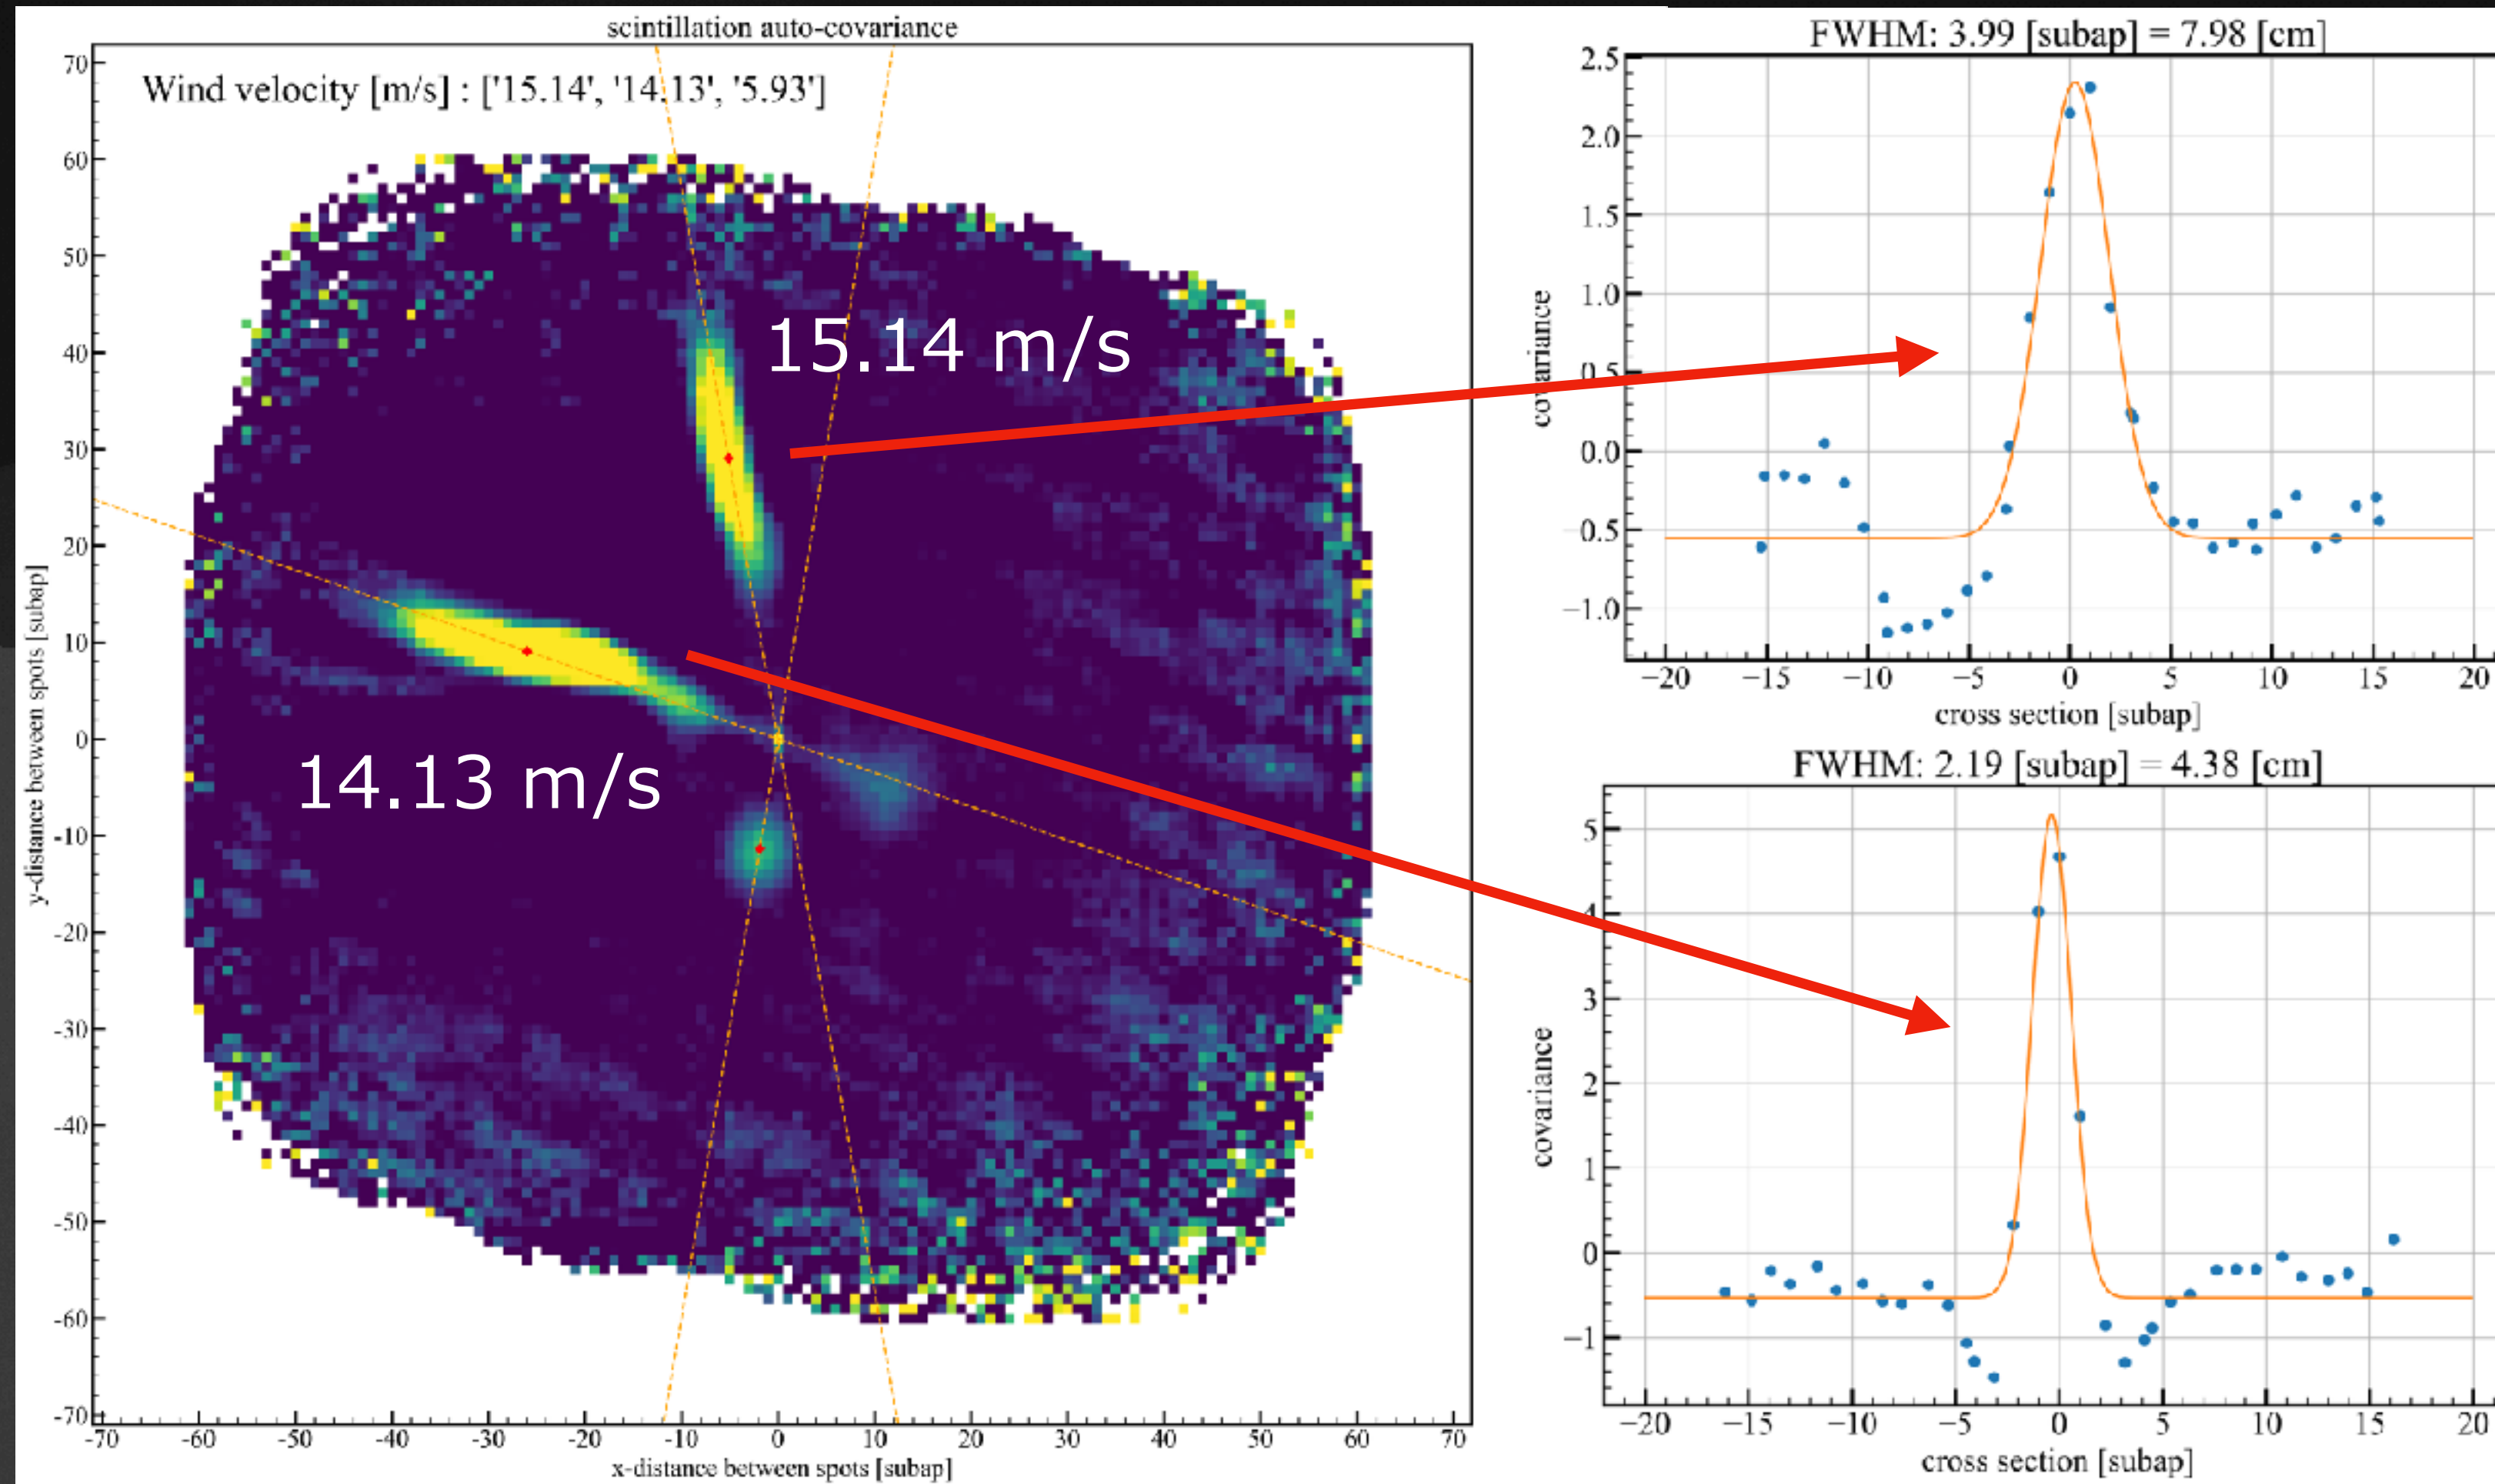 scintillation auto-covariance
Wind velocity [m/s] : ['15.14', '14.13', '5.93']
70
60
50
40
30
20
10
0
-10
-20
-30
-40
-50
-60
-70
y-distance between spots [subap]
15.14 m/s
14.13 m/s
-70 -60 -50 -40 -30 -20 -10 0 10 20 30 40 50 60 70
x-distance between spots [subap]
FWHM: 3.99 [subap] = 7.98 [cm]
2.5
2.0
1.5
1.0
0.5
0.0
−0.5
−1.0
covariance
−20 −15 −10 −5 0 5 10 15 20
cross section [subap]
FWHM: 2.19 [subap] = 4.38 [cm]
5
4
3
2
1
0
−1
covariance
−20 −15 −10 −5 0 5 10 15 20
cross section [subap]